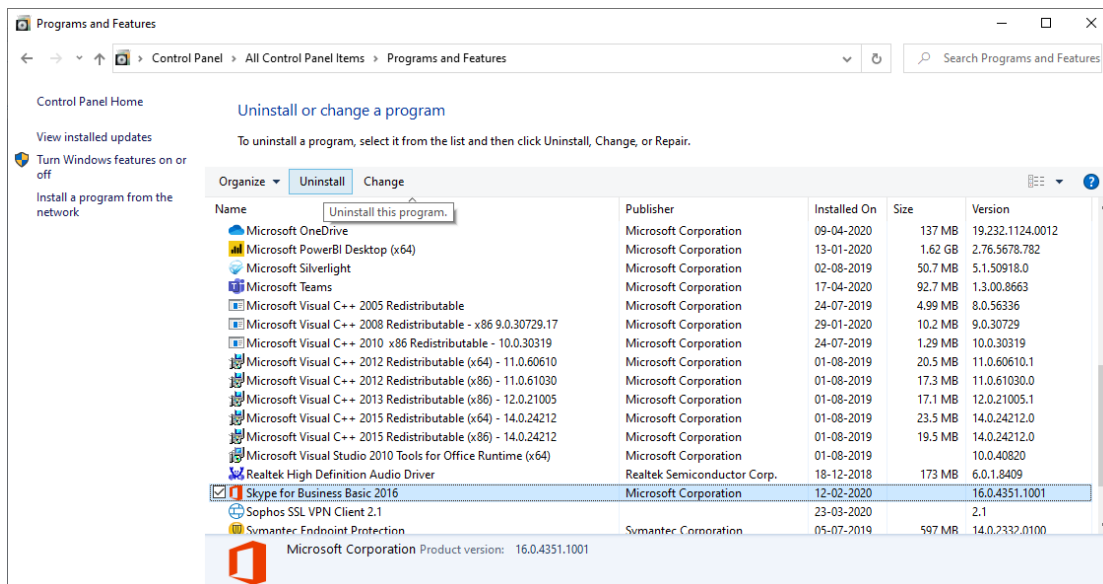 Programs and Features
Control Panel > All Control Panel Items > Programs and Features
Search Programs and Features
Control Panel Home
View installed updates
Turn Windows features on or
off
Install a program from the
network
Uninstall or change a program
To uninstall a program, select it from the list and then click Uninstall, Change, or Repair.
Organize Uninstall Change
Uninstall this program.
Name Publisher Installed On Size Version
Microsoft OneDrive Microsoft Corporation 09-04-2020 137 MB 19.232.1124.0012
Microsoft PowerBI Desktop (x64) Microsoft Corporation 13-01-2020 1.62 GB 2.76.5678.782
Microsoft Silverlight Microsoft Corporation 02-08-2019 50.7 MB 5.1.50918.0
Microsoft Teams Microsoft Corporation 17-04-2020 92.7 MB 1.3.00.8663
Microsoft Visual C++ 2005 Redistributable Microsoft Corporation 24-07-2019 4.99 MB 8.0.56336
Microsoft Visual C++ 2008 Redistributable - x86 9.0.30729.17 Microsoft Corporation 29-01-2020 10.2 MB 9.0.30729
Microsoft Visual C++ 2010 x86 Redistributable - 10.0.30319 Microsoft Corporation 24-07-2019 1.29 MB 10.0.30319
Microsoft Visual C++ 2012 Redistributable (x64) - 11.0.60610 Microsoft Corporation 01-08-2019 20.5 MB 11.0.60610.1
Microsoft Visual C++ 2012 Redistributable (x86) - 11.0.61030 Microsoft Corporation 01-08-2019 17.3 MB 11.0.61030.0
Microsoft Visual C++ 2013 Redistributable (x86) - 12.0.21005 Microsoft Corporation 01-08-2019 17.1 MB 12.0.21005.1
Microsoft Visual C++ 2015 Redistributable (x64) - 14.0.24212 Microsoft Corporation 01-08-2019 23.5 MB 14.0.24212.0
Microsoft Visual C++ 2015 Redistributable (x86) - 14.0.24212 Microsoft Corporation 01-08-2019 19.5 MB 14.0.24212.0
Microsoft Visual Studio 2010 Tools for Office Runtime (x64) Microsoft Corporation 01-08-2019 10.0.40820
Realtek High Definition Audio Driver Realtek Semiconductor Corp. 18-12-2018 173 MB 6.0.1.8409
Skype for Business Basic 2016 Microsoft Corporation 12-02-2020 16.0.4351.1001
Sophos SSL VPN Client 2.1 23-03-2020 2.1
Symantec Endpoint Protection Symantec Corporation 05-07-2019 597 MB 14.0.2332.0100
Microsoft Corporation Product version: 16.0.4351.1001